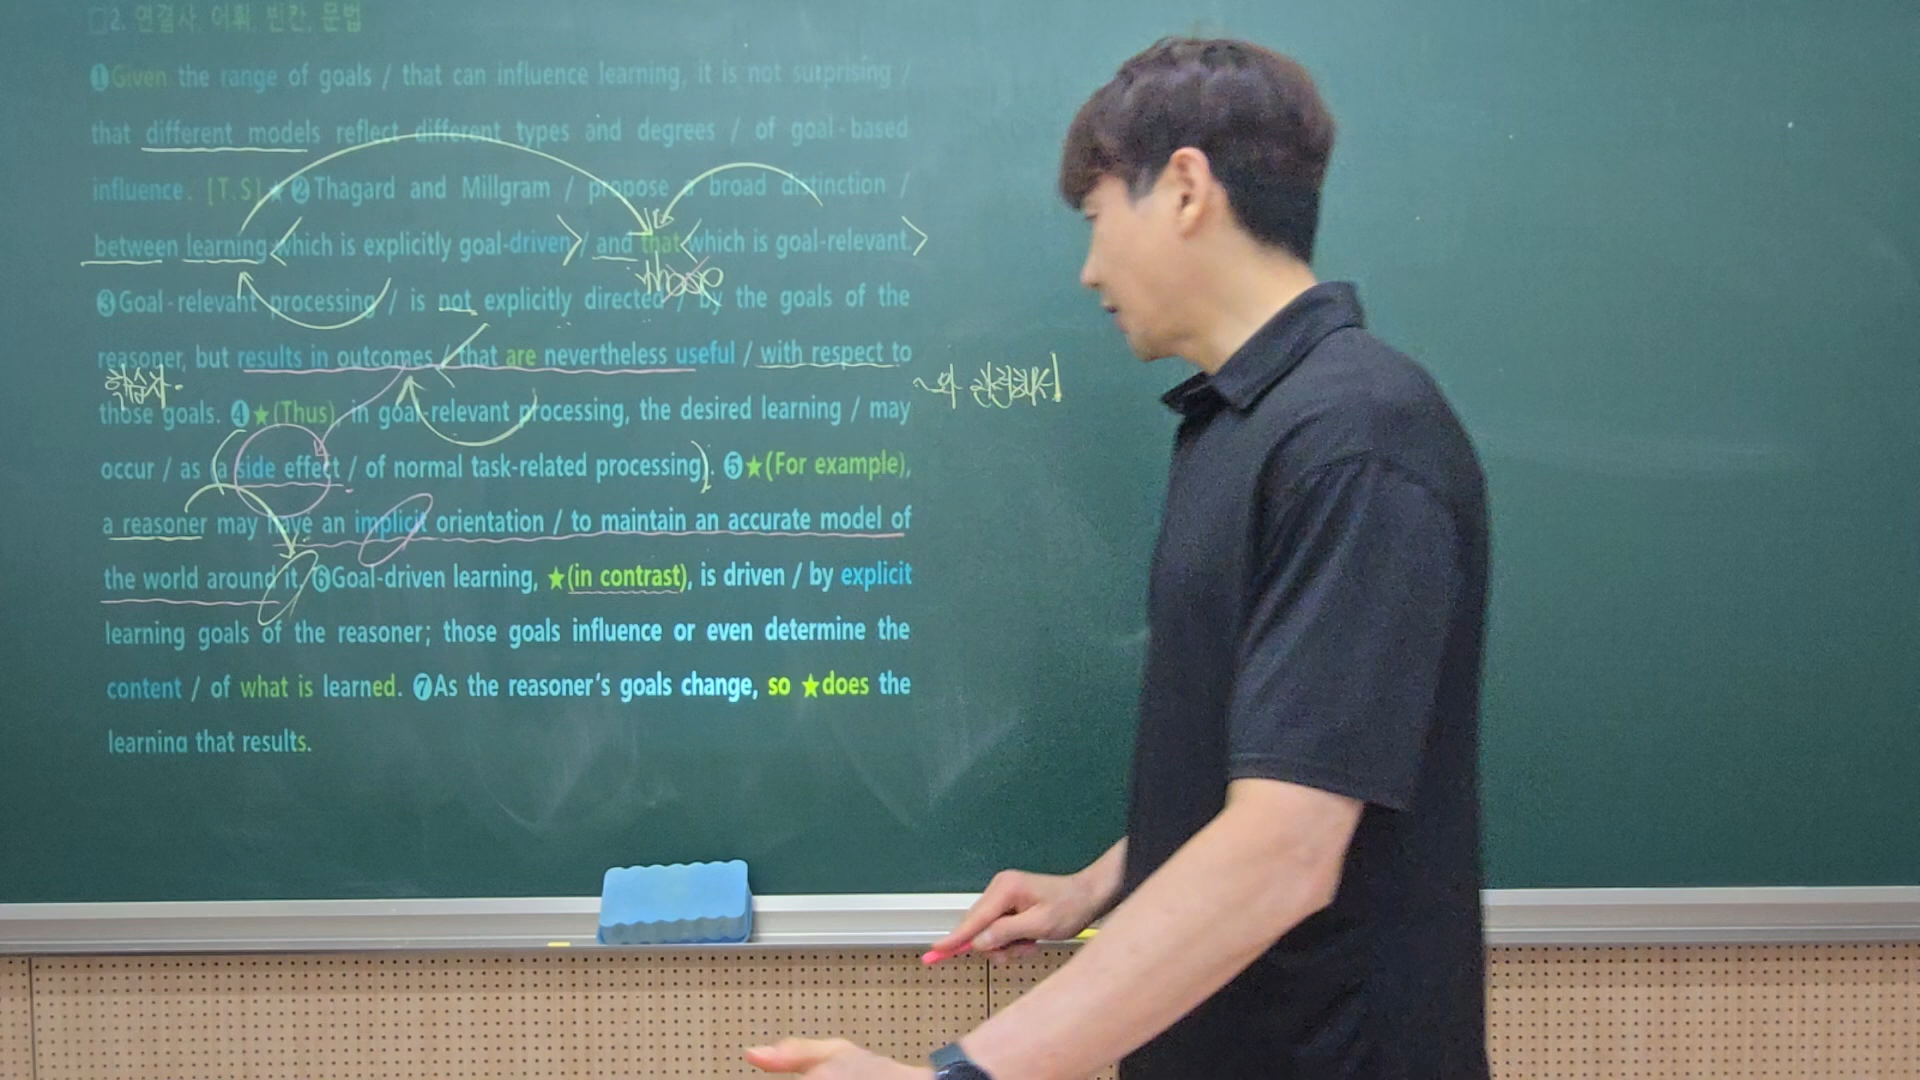 □2. 연결사, 어휘, 빈칸, 문법
❶Given the range of goals / that can influence learning, it is not surprising /
that different models reflect different types and degrees / of goal-based
influence. [T.S]★ ❷Thagard and Millgram / propose a broad distinction /
between learning <which is explicitly goal-driven> / and that <which is goal-relevant.>
those
❸Goal-relevant processing / is not explicitly directed / by the goals of the
reasoner, but results in outcomes / that are nevertheless useful / with respect to
학습자. ~와 관련해서
those goals. ❹★(Thus), in goal-relevant processing, the desired learning / may
occur / as (a side effect / of normal task-related processing). ❺★(For example),
a reasoner may have an implicit orientation / to maintain an accurate model of
the world around it. ❻Goal-driven learning, ★(in contrast), is driven / by explicit
learning goals of the reasoner; those goals influence or even determine the
content / of what is learned. ❼As the reasoner's goals change, so ★does the
learning that results.